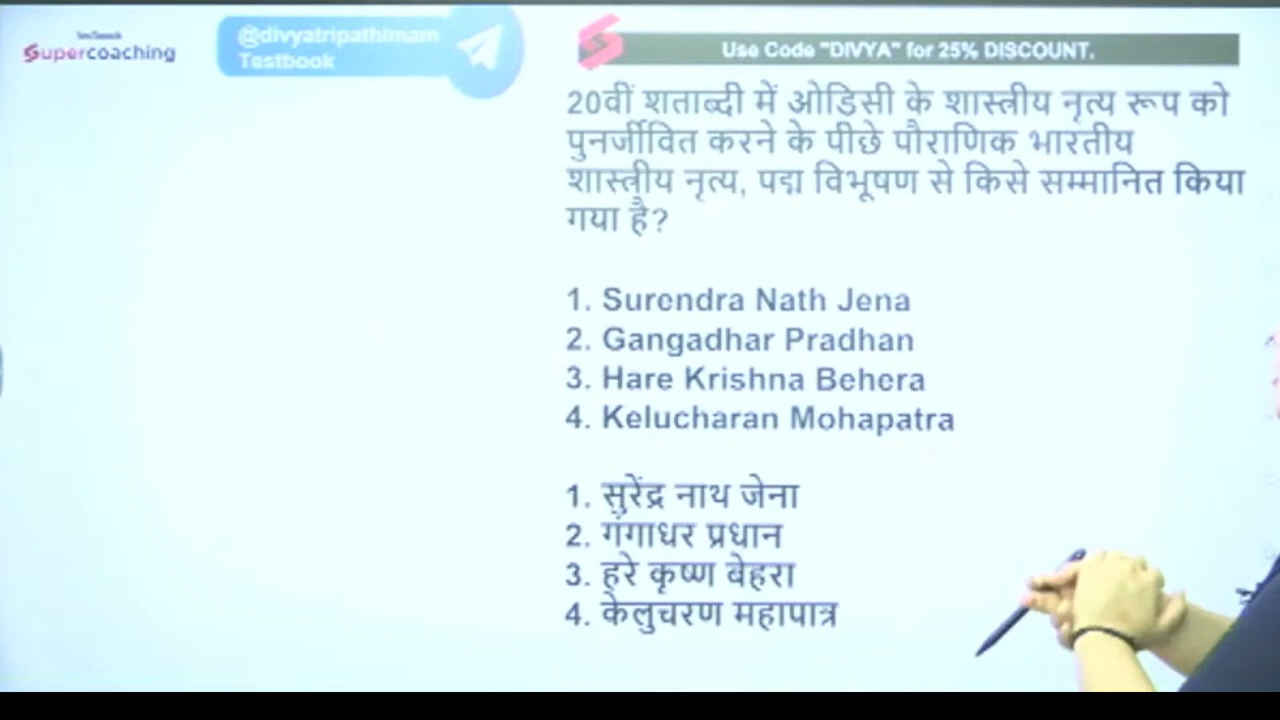 Testbook
Supercoaching
@divyatripathimam
Testbook
Use Code "DIVYA" for 25% DISCOUNT.
20वीं शताब्दी में ओडिसी के शास्त्रीय नृत्य रूप को
पुनर्जीवित करने के पीछे पौराणिक भारतीय
शास्त्रीय नृत्य, पद्म विभूषण से किसे सम्मानित किया
गया है?
1. Surendra Nath Jena
2. Gangadhar Pradhan
3. Hare Krishna Behera
4. Kelucharan Mohapatra
1. सुरेंद्र नाथ जेना
2. गंगाधर प्रधान
3. हरे कृष्ण बेहरा
4. केलुचरण महापात्र